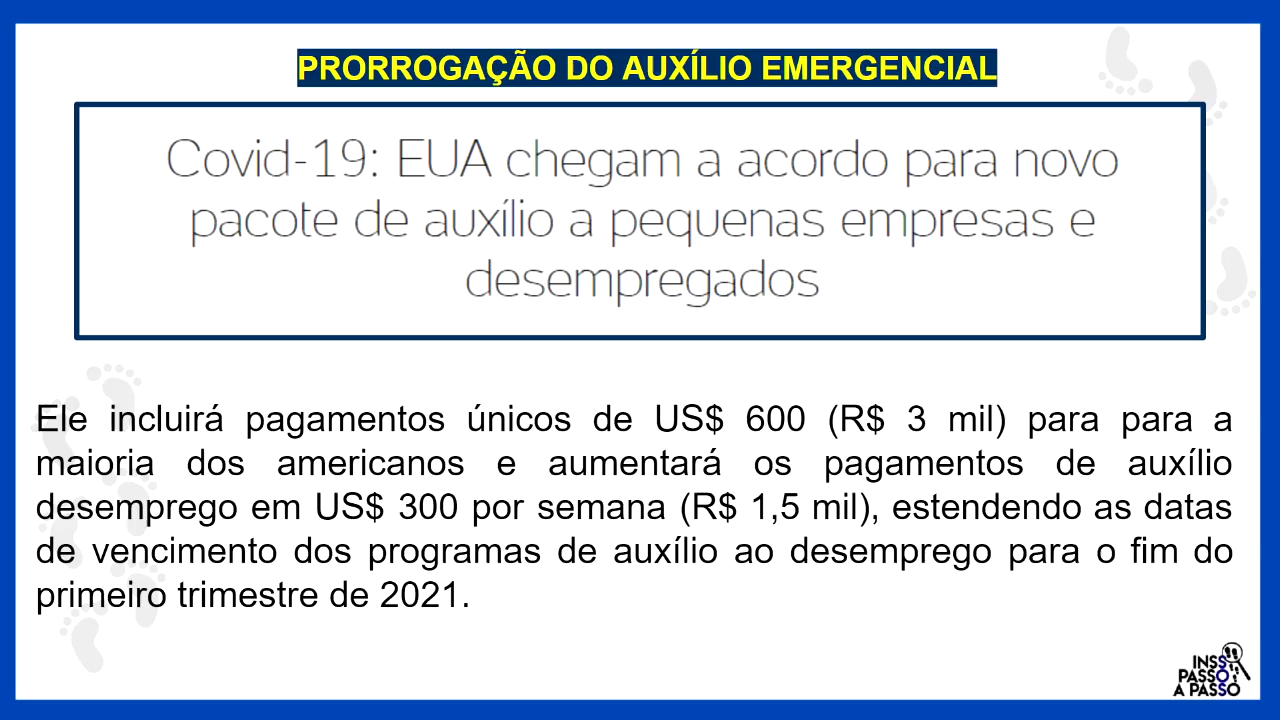 PRORROGAÇÃO DO AUXÍLIO EMERGENCIAL
Covid-19: EUA chegam a acordo para novo
pacote de auxílio a pequenas empresas e
desempregados
Ele incluirá pagamentos únicos de US$ 600 (R$ 3 mil) para para a
maioria dos americanos e aumentará os pagamentos de auxílio
desemprego em US$ 300 por semana (R$ 1,5 mil), estendendo as datas
de vencimento dos programas de auxílio ao desemprego para o fim do
primeiro trimestre de 2021.
INSS
PASSO
A PASSO